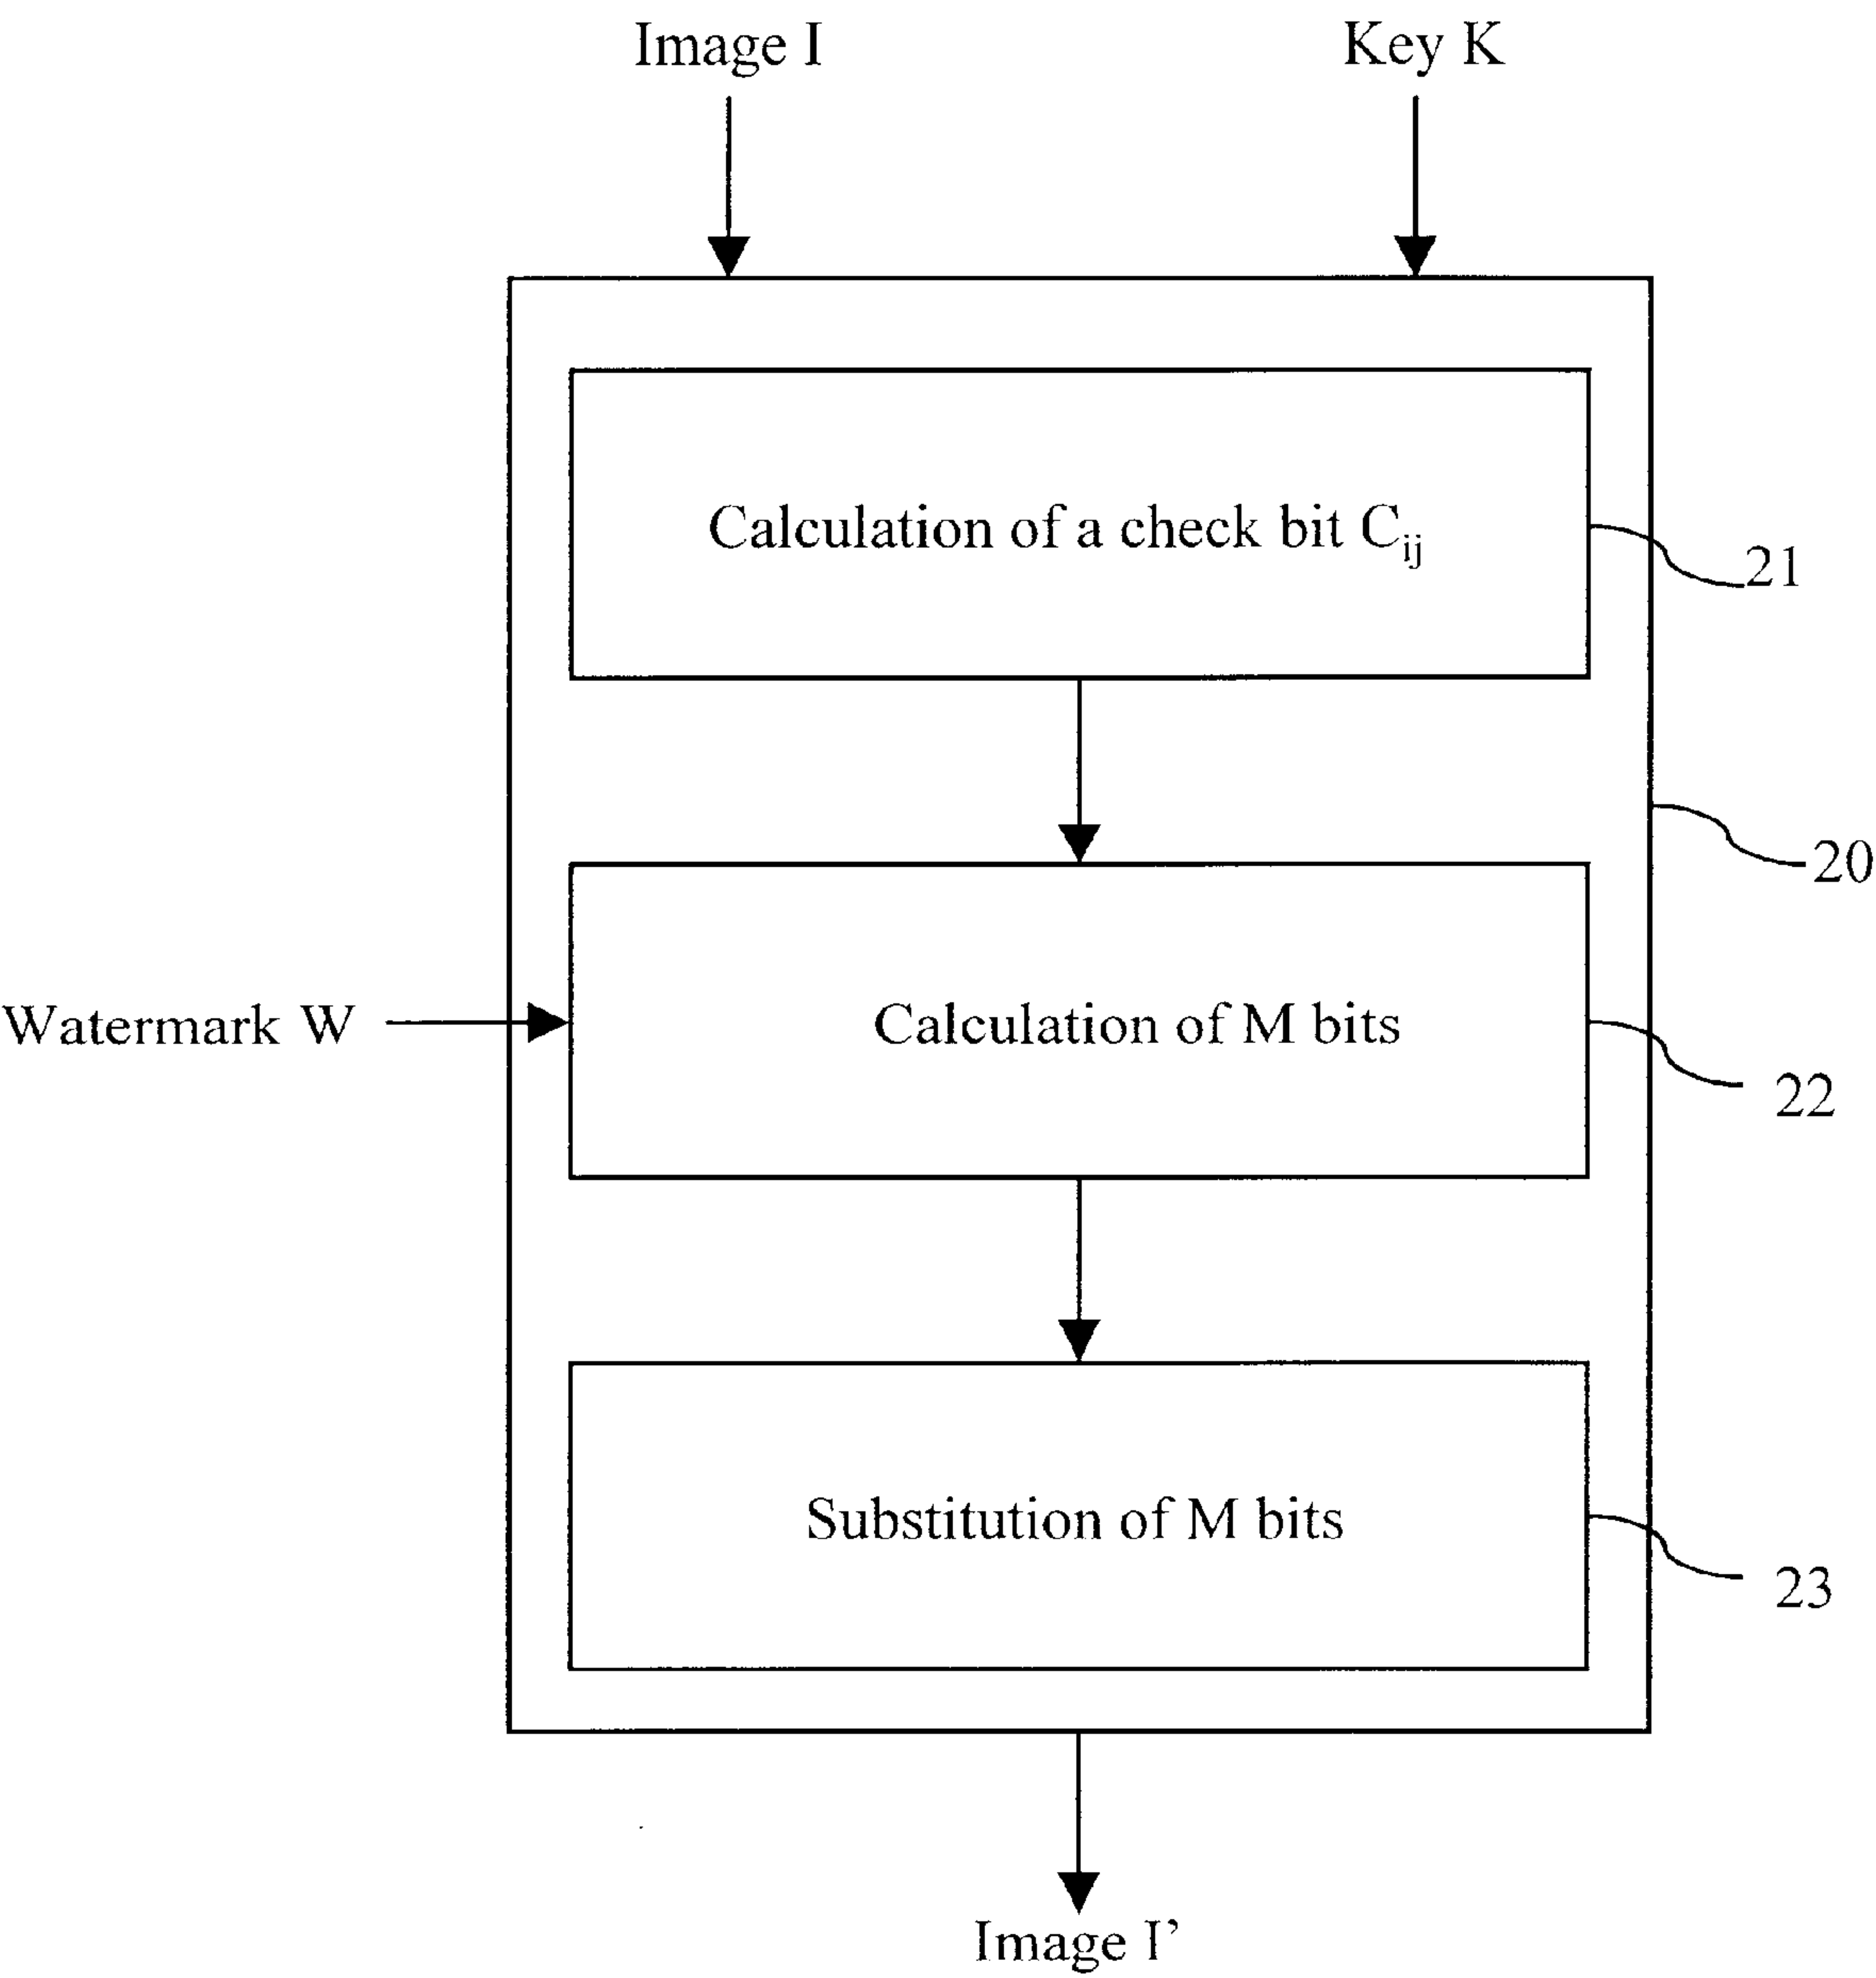 Image I
Key K
Calculation of a check bit Cij
21
20
Watermark W
Calculation of M bits
22
Substitution of M bits
23
Image I’